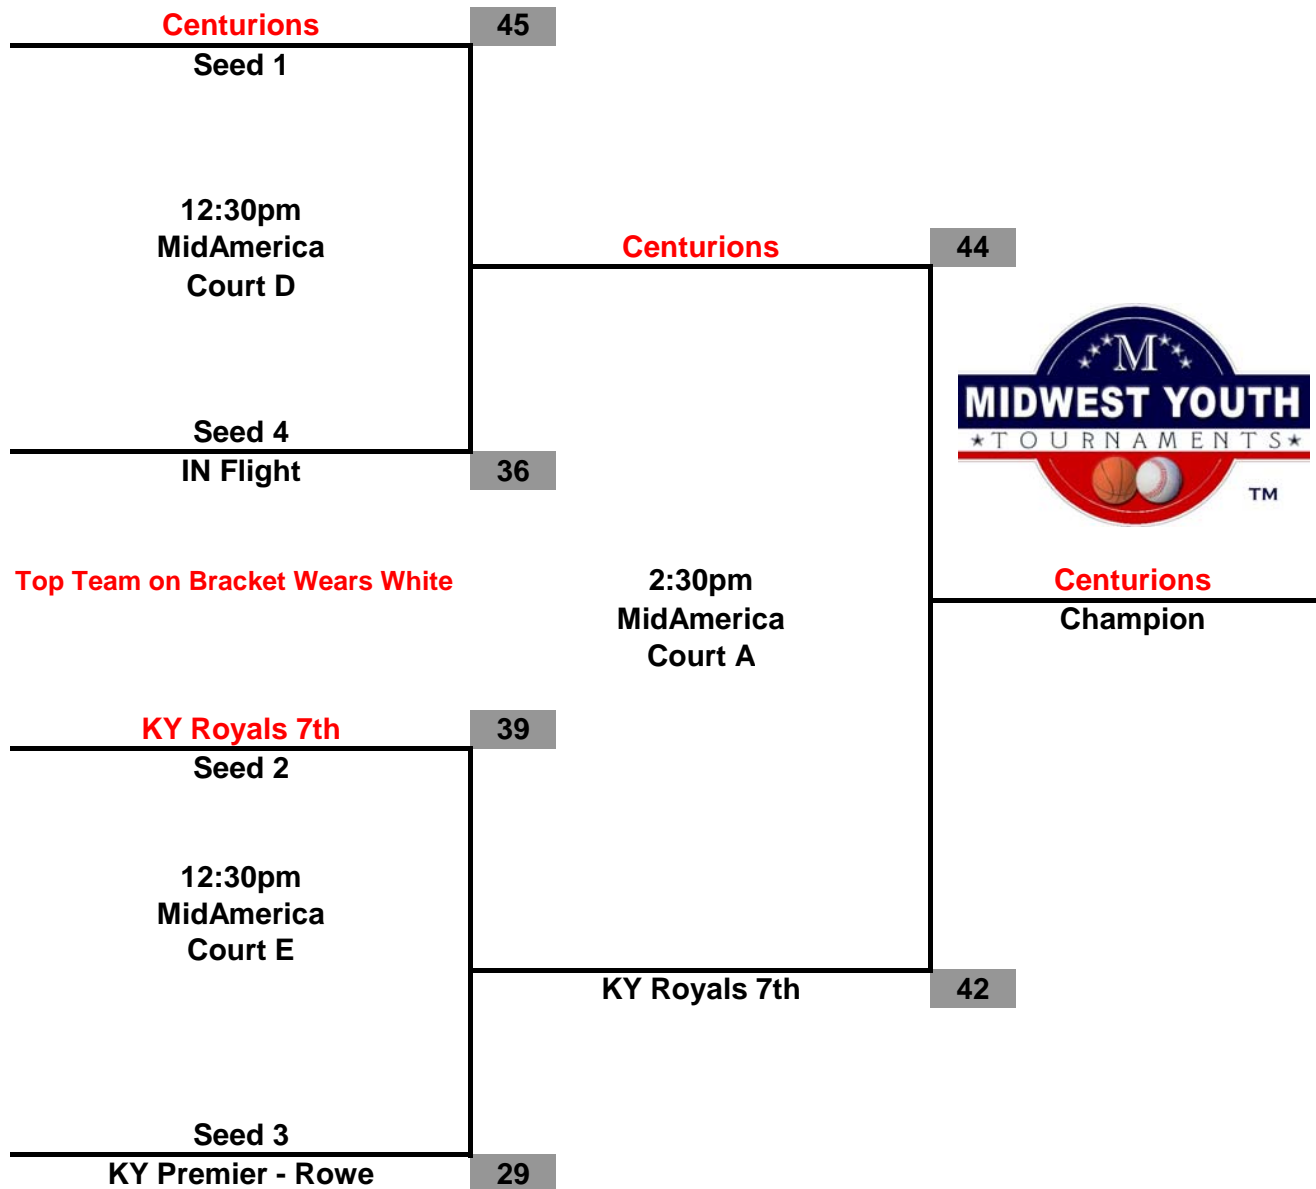 Centurions 45
Seed 1
12:30pm
MidAmerica
Court D
Centurions 44
Seed 4
IN Flight 36
M
MIDWEST YOUTH
TOURNAMENTS
TM
Top Team on Bracket Wears White
2:30pm
MidAmerica
Court A
Centurions
Champion
KY Royals 7th 39
Seed 2
12:30pm
MidAmerica
Court E
KY Royals 7th 42
Seed 3
KY Premier - Rowe 29